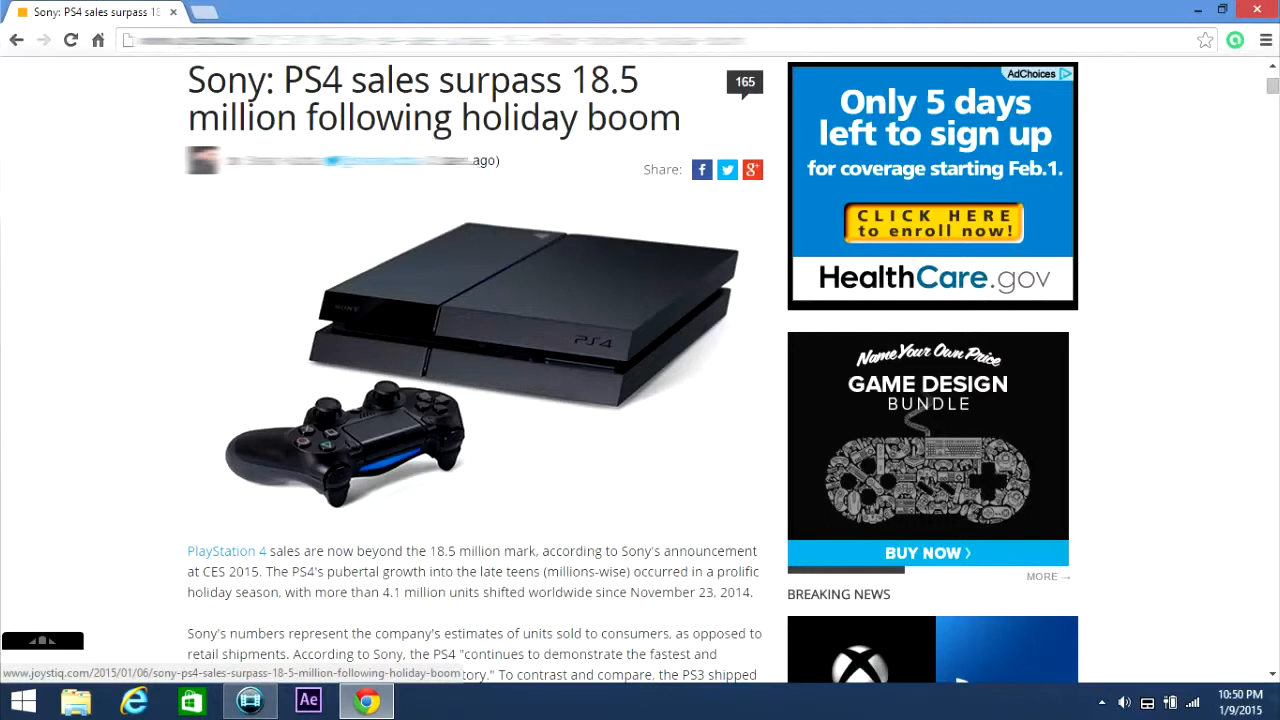 Sony: PS4 sales surpass 18
Sony: PS4 sales surpass 18.5
million following holiday boom
165
ago)
Share:
f
g+
SONY
PS4
PlayStation 4 sales are now beyond the 18.5 million mark, according to Sony's announcement
at CES 2015. The PS4's pubertal growth into the late teens (millions-wise) occurred in a prolific
holiday season, with more than 4.1 million units shifted worldwide since November 23, 2014.
Sony's numbers represent the company's estimates of units sold to consumers, as opposed to
retail shipments. According to Sony, the PS4 "continues to demonstrate the fastest and
tory." To contrast and compare, the PS3 shipped
www.joystiq.com/2015/01/06/sony-ps4-sales-surpass-18-5-million-following-holiday-boom
AdChoices
Only 5 days
left to sign up
for coverage starting Feb.1.
CLICK HERE
to enroll now!
HealthCare.gov
Name Your Own Price
GAME DESIGN
BUNDLE
BUY NOW >
MORE →
BREAKING NEWS
Ae
10:50 PM
1/9/2015